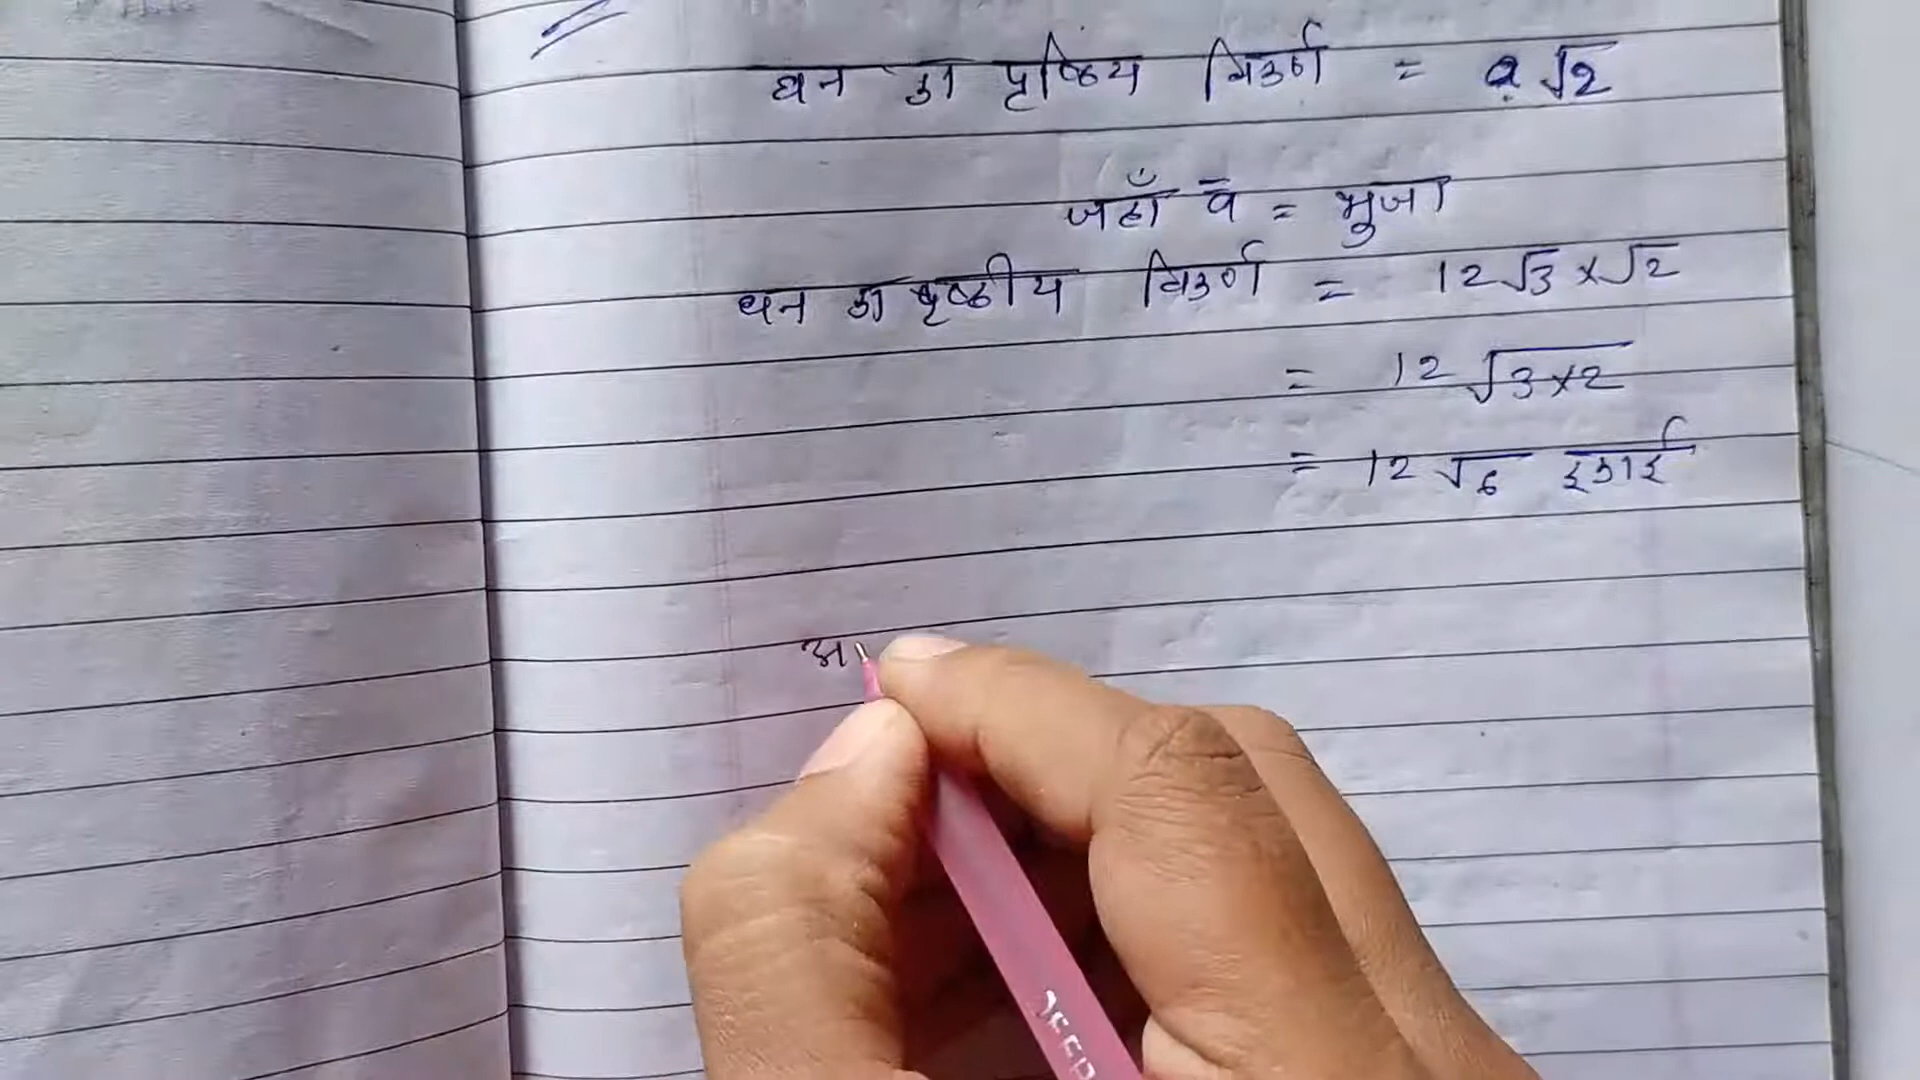 घन का पृष्ठिय विकर्ण = a √2
जहाँ a = भुजा
घन का पृष्ठीय विकर्ण = 12√3 × √2
= 12 √3×2
= 12 √6 इकाई
अ